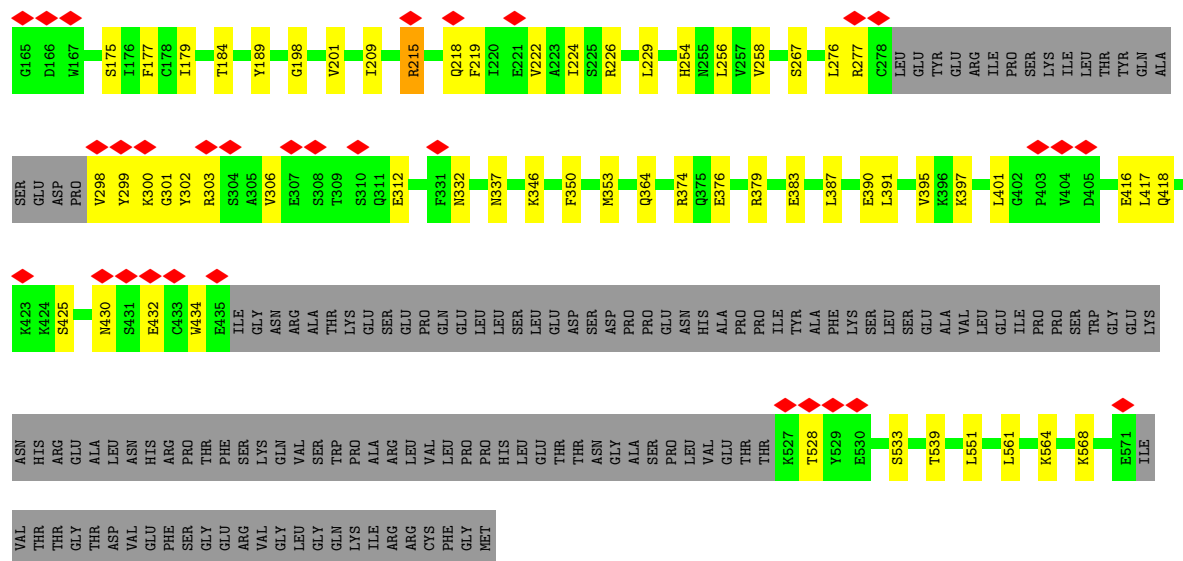 G165 D166 W167 S175 I176 F177 C178 I179 T184 Y189 G198 V201 I209 R215 Q218 F219 I220 E221 V222 A223 I224 S225 R226 L229 H254 N255 L256 V257 V258 S267 L276 R277 C278 LEU GLU TYR GLU ARG ILE PRO SER LYS ILE LEU THR TYR GLN ALA
SER GLU ASP PRO V298 Y299 K300 G301 Y302 R303 S304 A305 V306 E307 S308 T309 S310 Q311 E312 F331 N332 N337 K346 F350 M353 Q364 R374 Q375 E376 R379 E383 L387 E390 L391 V395 K396 K397 L401 G402 P403 V404 D405 E416 L417 Q418
K423 K424 S425 N430 S431 E432 C433 W434 E435 ILE GLY ASN ARG ALA THR LYS GLU SER GLU PRO GLN GLU LEU LEU SER LEU GLU ASP SER ASP PRO PRO GLU ASN HIS ALA PRO PRO ILE TYR ALA PHE LYS SER LEU SER GLU ALA VAL LEU GLU ILE PRO PRO SER TRP GLY GLU LYS
ASN HIS ARG GLU ALA LEU ASN HIS ARG PRO THR PHE SER LYS GLN VAL SER TRP PRO ALA ARG LEU VAL CYS VAL LEU PRO PRO HIS LEU GLU THR THR ASN GLY ALA SER PRO LEU VAL GLU THR THR K527 T528 Y529 E530 S533 T539 L551 L561 K564 K568 E571 ILE
VAL THR THR GLY THR ASP VAL GLU PHE SER GLY GLU ARG VAL GLY LEU GLY GLN LYS ILE ARG ARG CYS PHE GLY MET